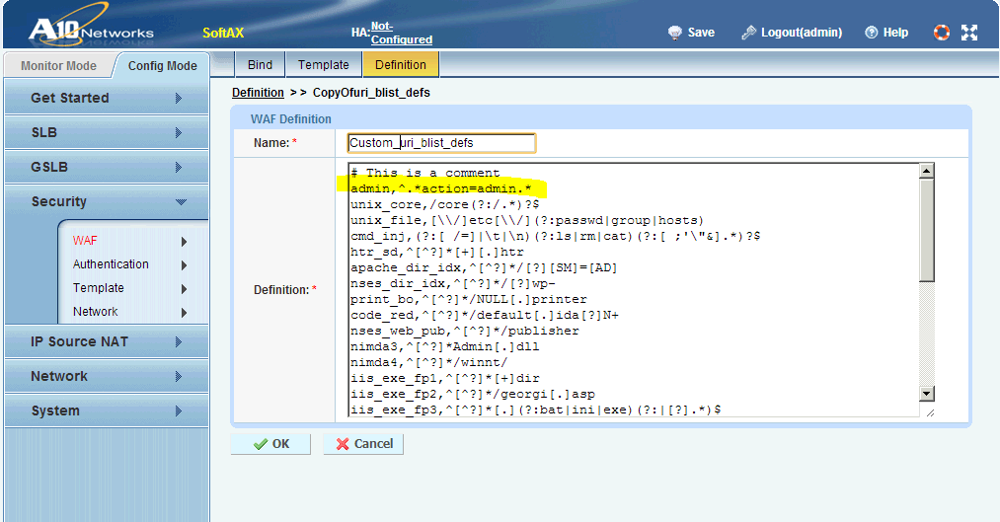 A10 Networks
SoftAX
HA: Not-Configured
Save
Logout(admin)
Help
Monitor Mode
Config Mode
Bind
Template
Definition
Get Started
SLB
GSLB
Security
WAF
Authentication
Template
Network
IP Source NAT
Network
System
Definition >> CopyOfuri_blist_defs
WAF Definition
Name: *
Custom_uri_blist_defs
Definition: *
# This is a comment
admin,^.*action=admin.*
unix_core,/core(?:/.*)?$
unix_file,[\\/]etc[\\/](?:passwd|group|hosts)
cmd_inj,(?:[ /=]|\t|\n)(?:ls|rm|cat)(?:[ ;'\"&].*)?$
htr_sd,^[^?]*[+][.]htr
apache_dir_idx,^[^?]*/[?][SM]=[AD]
nses_dir_idx,^[^?]*/[?]wp-
print_bo,^[^?]*/NULL[.]printer
code_red,^[^?]*/default[.]ida[?]N+
nses_web_pub,^[^?]*/publisher
nimda3,^[^?]*Admin[.]dll
nimda4,^[^?]*/winnt/
iis_exe_fp1,^[^?]*[+]dir
iis_exe_fp2,^[^?]*/georgi[.]asp
iis_exe_fp3,^[^?]*[.](?:bat|ini|exe)(?:|[?].*)$
OK
Cancel